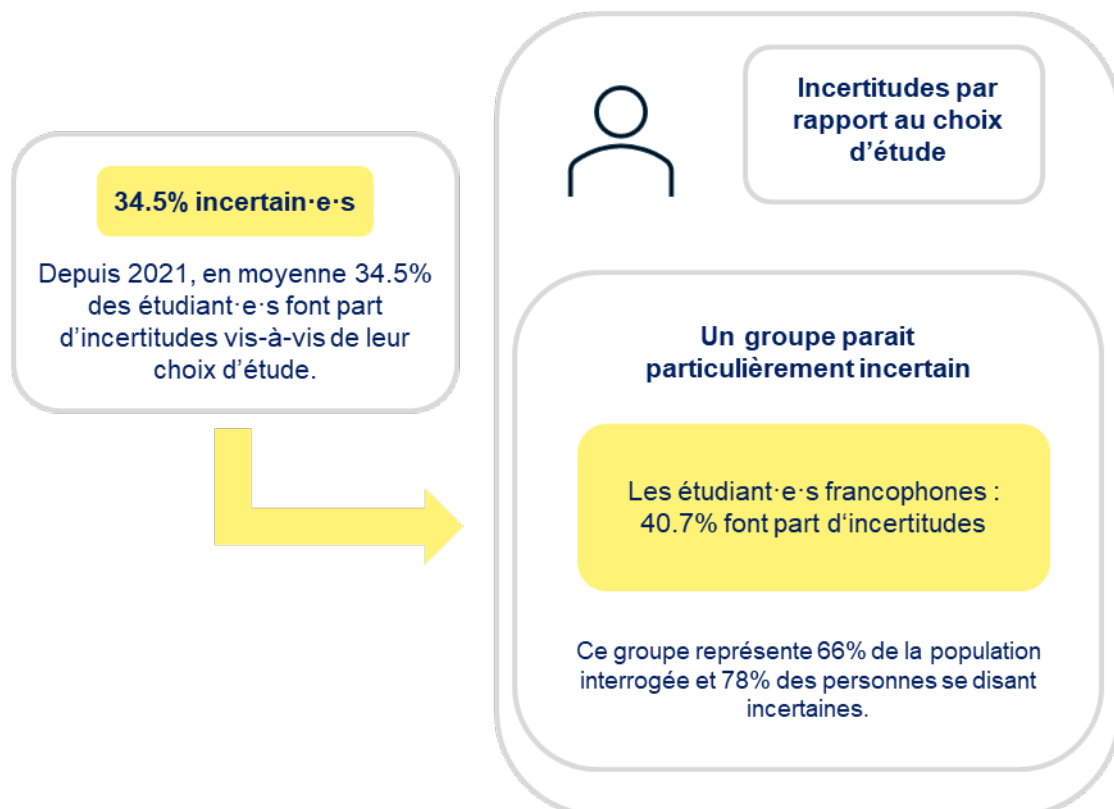 34.5% incertain·e·s
Depuis 2021, en moyenne 34.5%
des étudiant·e·s font part
d’incertitudes vis-à-vis de leur
choix d’étude.
Incertitudes par
rapport au choix
d’étude
Un groupe parait
particulièrement incertain
Les étudiant·e·s francophones :
40.7% font part d‘incertitudes
Ce groupe représente 66% de la population
interrogée et 78% des personnes se disant
incertaines.